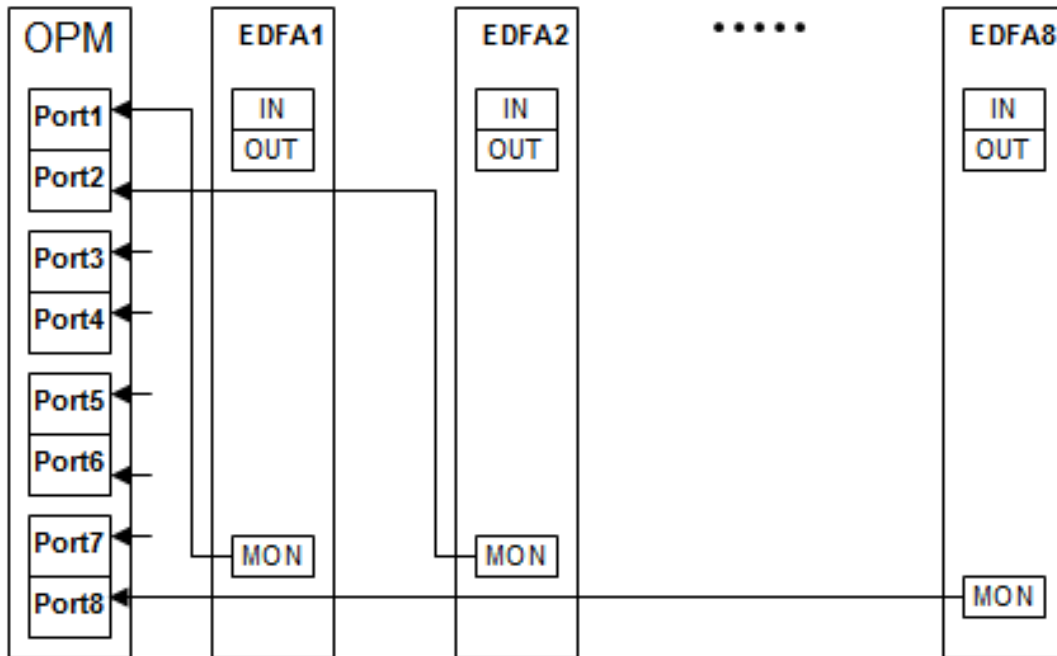 OPM
Port1
Port2
Port3
Port4
Port5
Port6
Port7
Port8
EDFA1
IN
OUT
MON
EDFA2
IN
OUT
MON
•••••
EDFA8
IN
OUT
MON